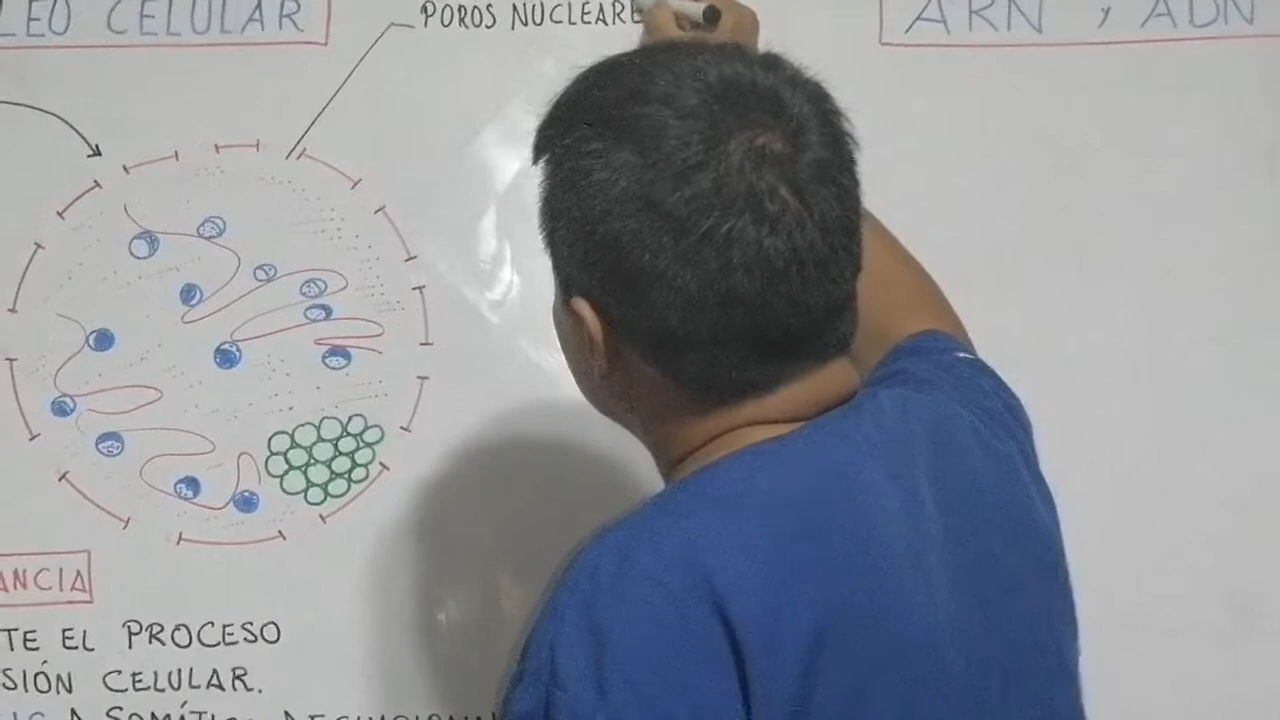 LEO CELULAR
POROS NUCLEARE
ARN y ADN
ANCIA
TE EL PROCESO
SIÓN CELULAR.